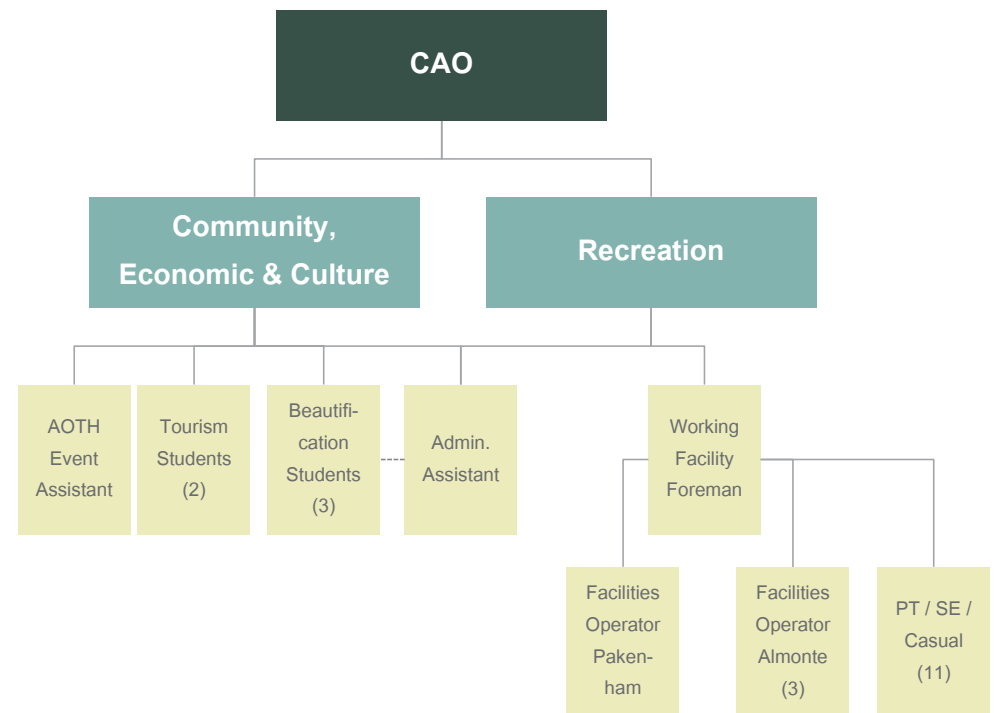 CAO
Community,
Economic & Culture
Recreation
AOTH
Event
Assistant
Tourism
Students
(2)
Beautifi-
cation
Students
(3)
Admin.
Assistant
Working
Facility
Foreman
Facilities
Operator
Paken-
ham
Facilities
Operator
Almonte
(3)
PT / SE /
Casual
(11)